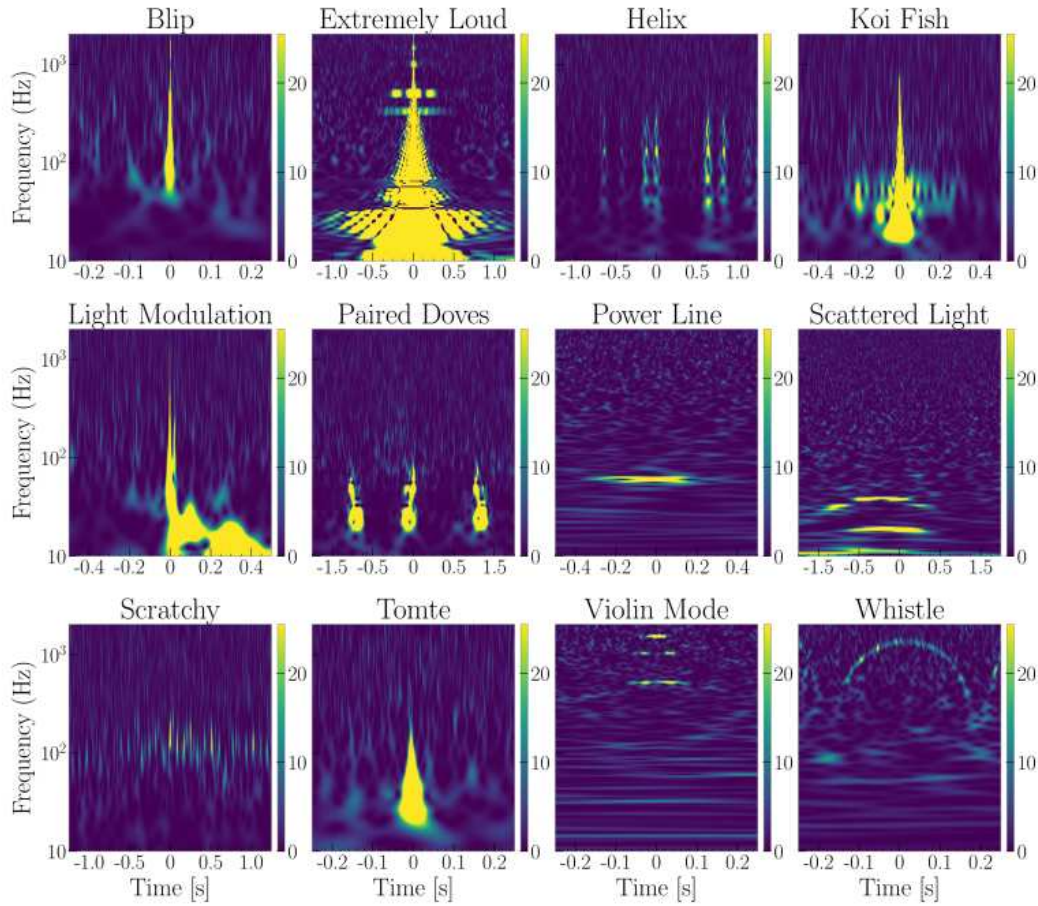 Blip Extremely Loud Helix Koi Fish
Frequency (Hz)
10³
10²
10
20
10
0
20
10
0
20
10
0
20
10
0
-0.2 -0.1 0 0.1 0.2
-1.0 -0.5 0 0.5 1.0
-1.0 -0.5 0 0.5 1.0
-0.4 -0.2 0 0.2 0.4
Light Modulation Paired Doves Power Line Scattered Light
Frequency (Hz)
10³
10²
10
20
10
0
20
10
0
20
10
0
20
10
0
-0.4 -0.2 0 0.2 0.4
-1.5 -0.5 0 0.5 1.5
-0.4 -0.2 0 0.2 0.4
-1.5 -0.5 0 0.5 1.5
Scratchy Tomte Violin Mode Whistle
Frequency (Hz)
10³
10²
10
20
10
0
20
10
0
20
10
0
20
10
0
-1.0 -0.5 0 0.5 1.0
-0.2 -0.1 0 0.1 0.2
-0.4 -0.2 0 0.2 0.4
-0.2 -0.1 0 0.1 0.2
Time [s] Time [s] Time [s] Time [s]